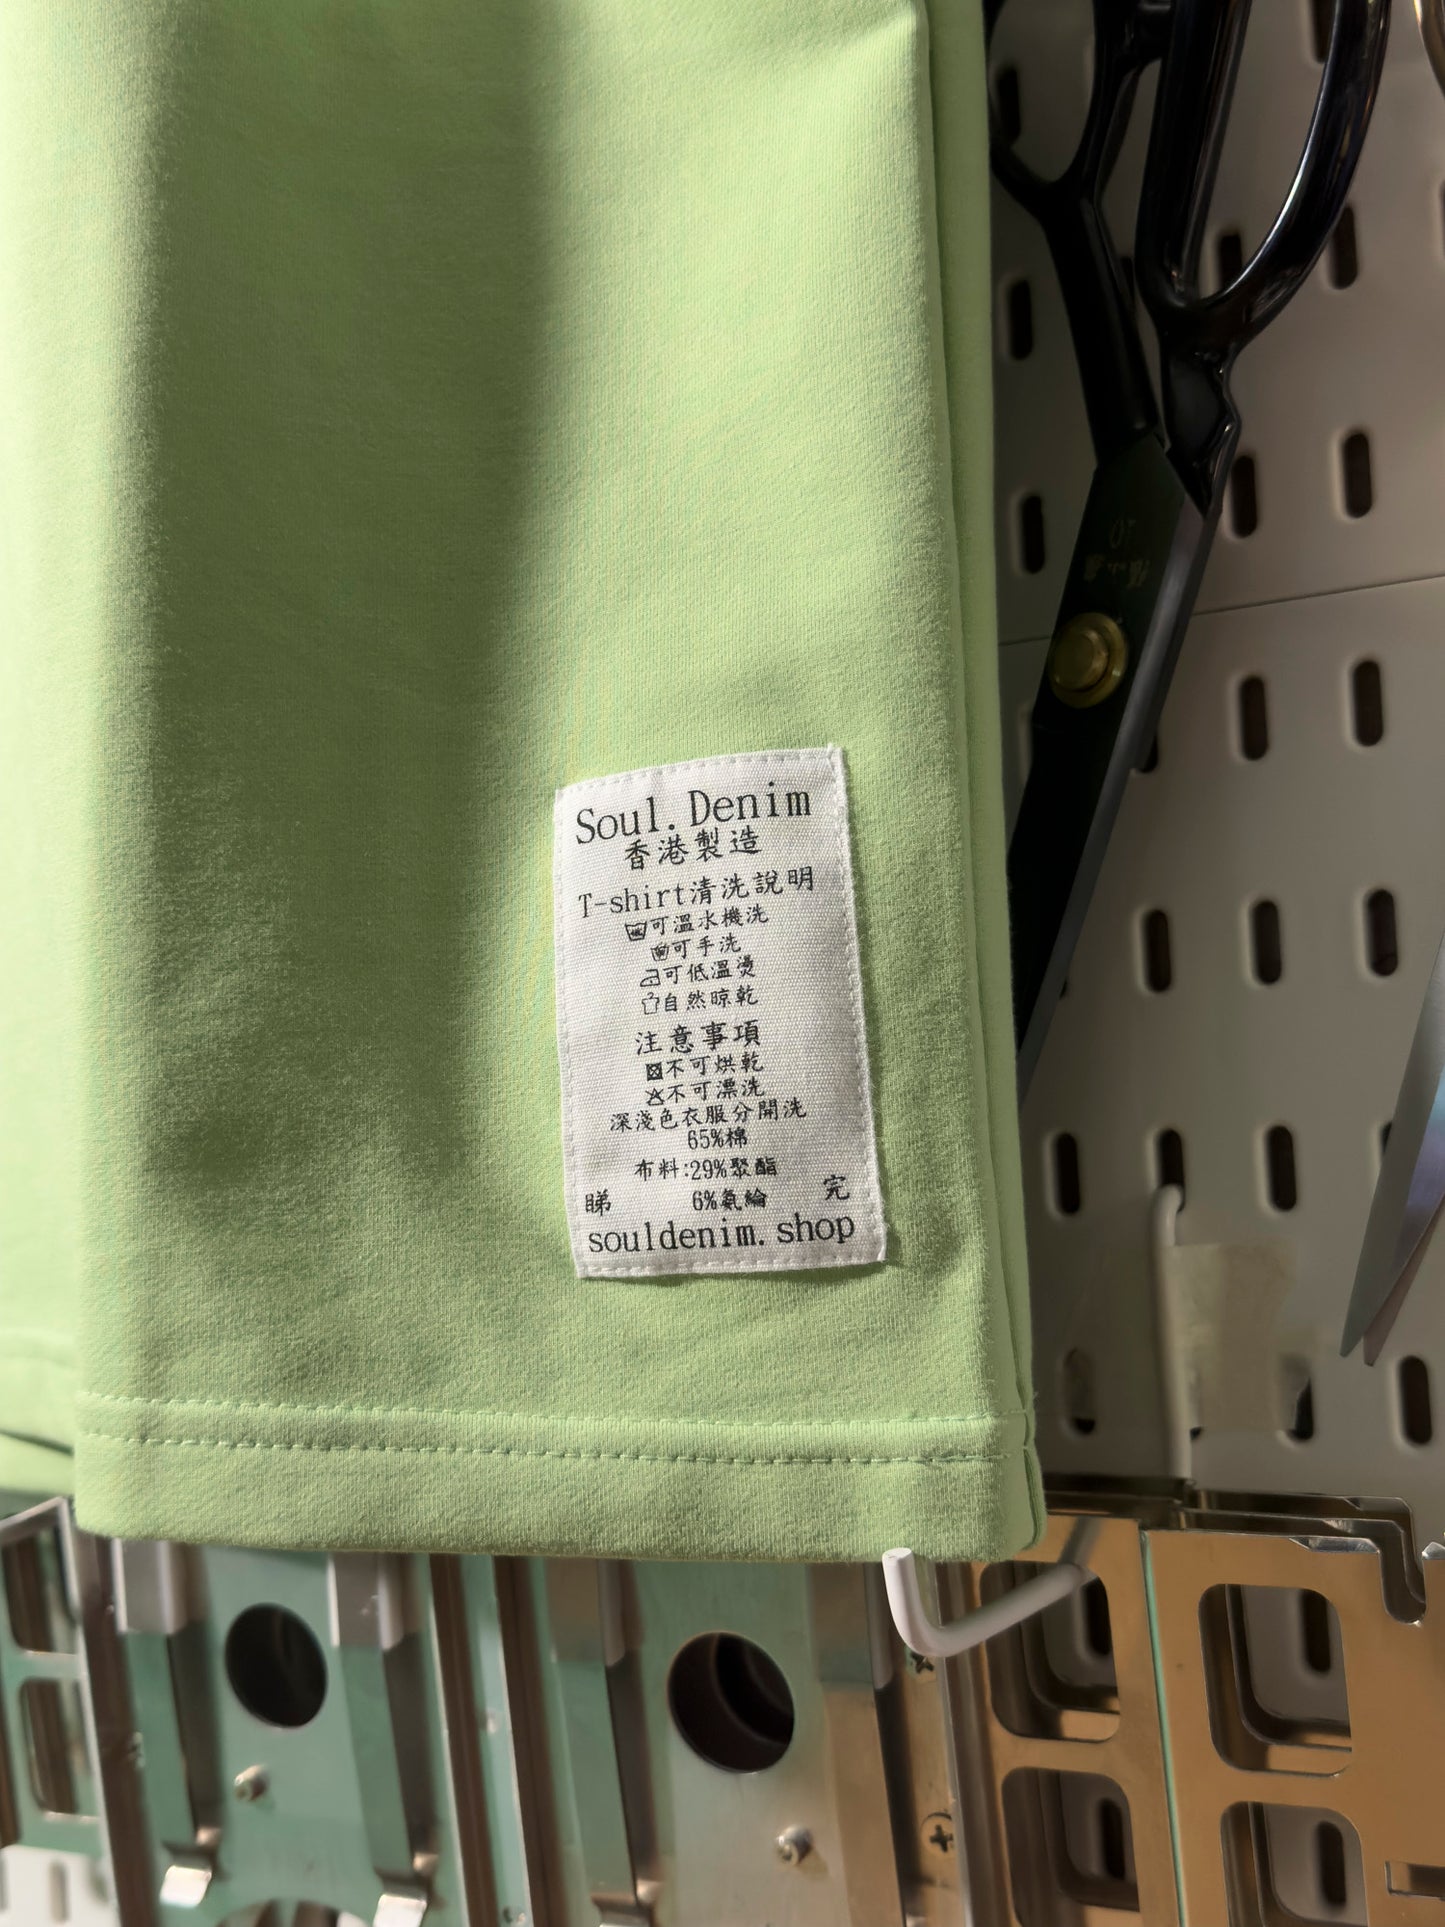 Soul.Denim
香港製造
T-shirt清洗說明
可溫水機洗
可手洗
可低溫燙
自然晾乾
注意事項
不可烘乾
不可漂洗
深淺色衣服分開洗
65%棉
布料:29%聚酯
睇 6%氨綸 完
souldenim.shop